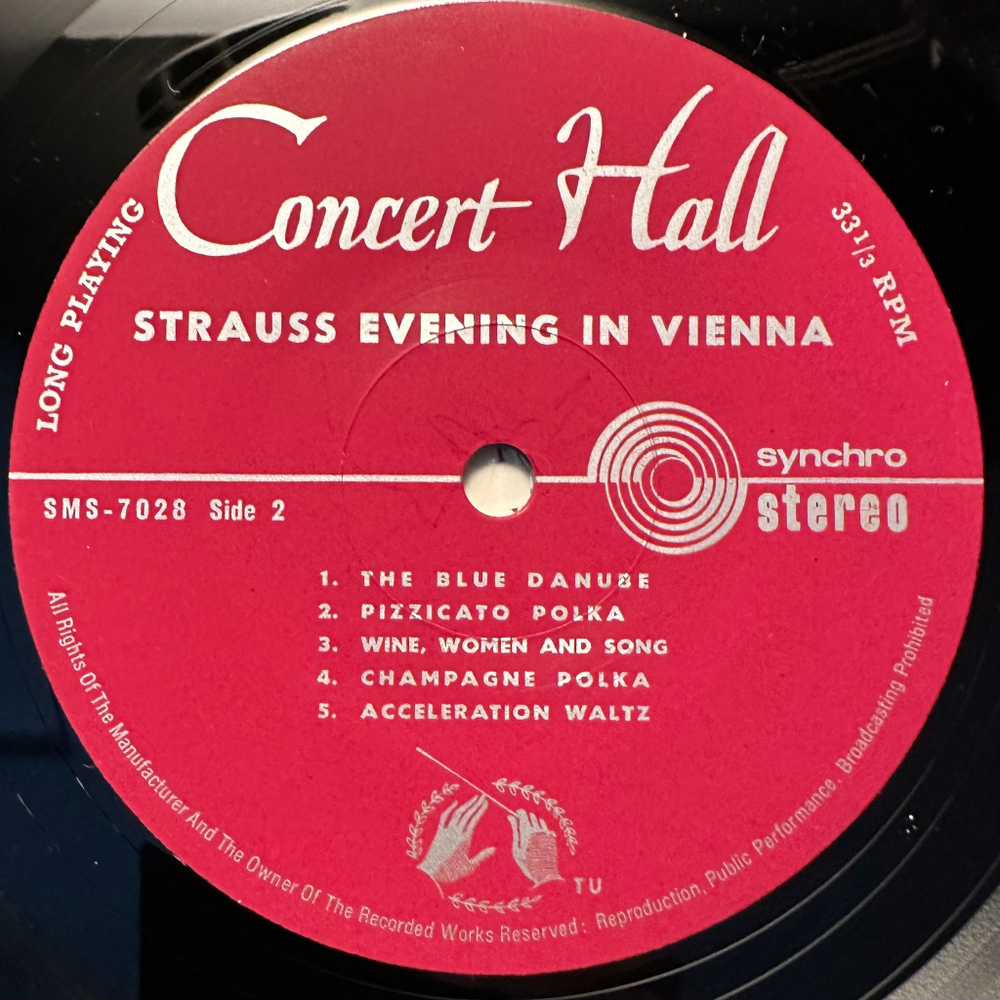 Concert Hall
LONG PLAYING
33 1/3 RPM
STRAUSS EVENING IN VIENNA
synchro
stereo
SMS-7028 Side 2
1. THE BLUE DANUBE
2. PIZZICATO POLKA
3. WINE, WOMEN AND SONG
4. CHAMPAGNE POLKA
5. ACCELERATION WALTZ
TU
All Rights Of The Manufacturer And The Owner Of The Recorded Works Reserved: Reproduction, Public Performance, Broadcasting Prohibited